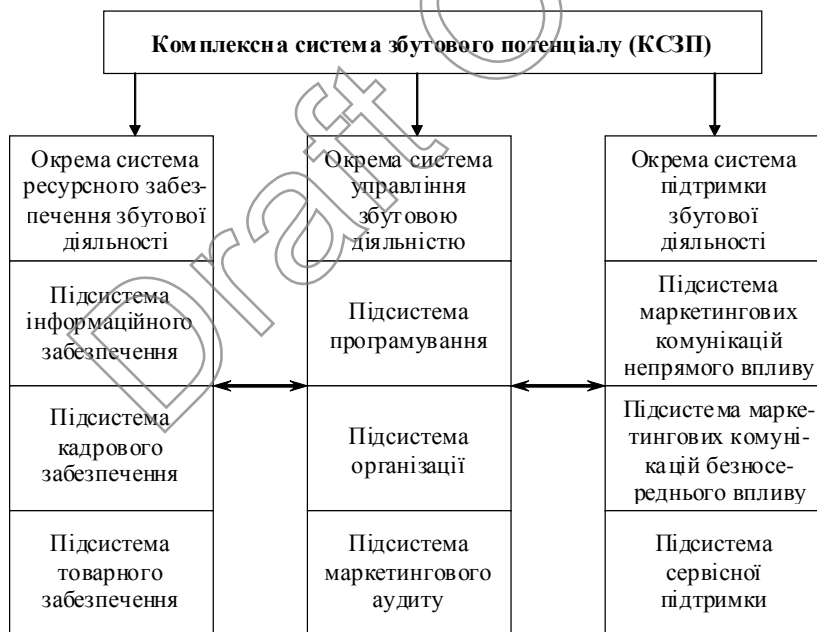 Комплексна система збутового потенціалу (КСЗП)
Окрема система
ресурсного забез-
печення збутової
діяльності
Підсистема
інформаційного
забезпечення
Підсистема
кадрового
забезпечення
Підсистема
товарного
забезпечення
Окрема система
управління
збутовою
діяльністю
Підсистема
програмування
Підсистема
організації
Підсистема
маркетингового
аудиту
Окрема система
підтримки
збутової
діяльності
Підсистема
маркетингових
комунікацій
непрямого впливу
Підсистема марке-
тингових комуні-
кацій безпосе-
реднього впливу
Підсистема
сервісної
підтримки
Draft